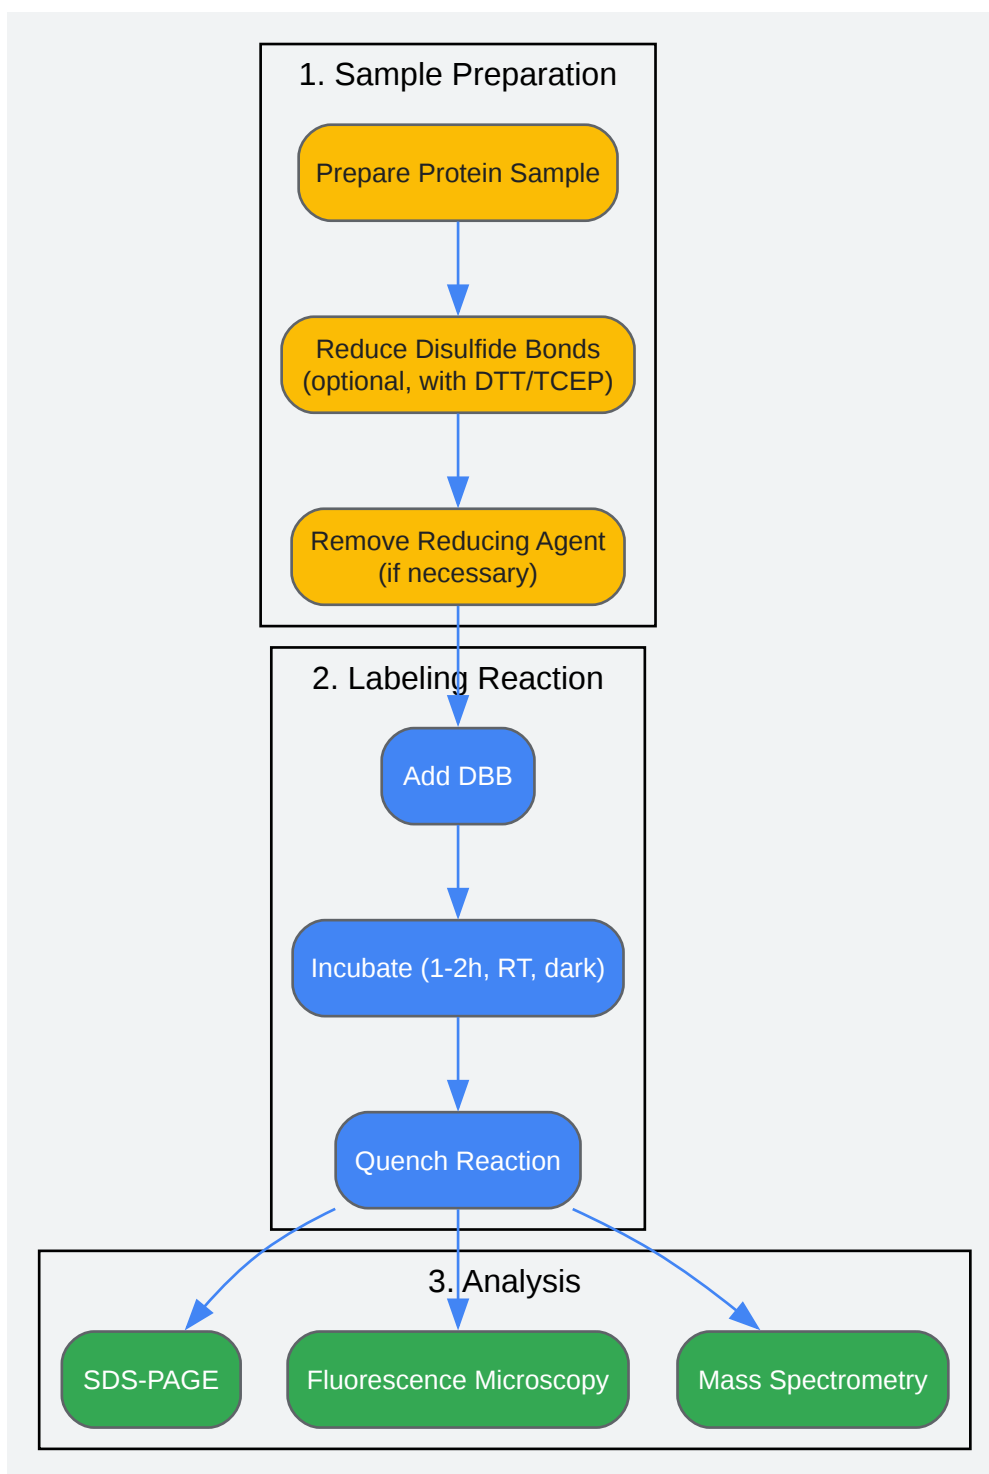 1. Sample Preparation
Prepare Protein Sample
Reduce Disulfide Bonds
(optional, with DTT/TCEP)
Remove Reducing Agent
(if necessary)
2. Labeling Reaction
Add DBB
Incubate (1-2h, RT, dark)
Quench Reaction
3. Analysis
SDS-PAGE
Fluorescence Microscopy
Mass Spectrometry